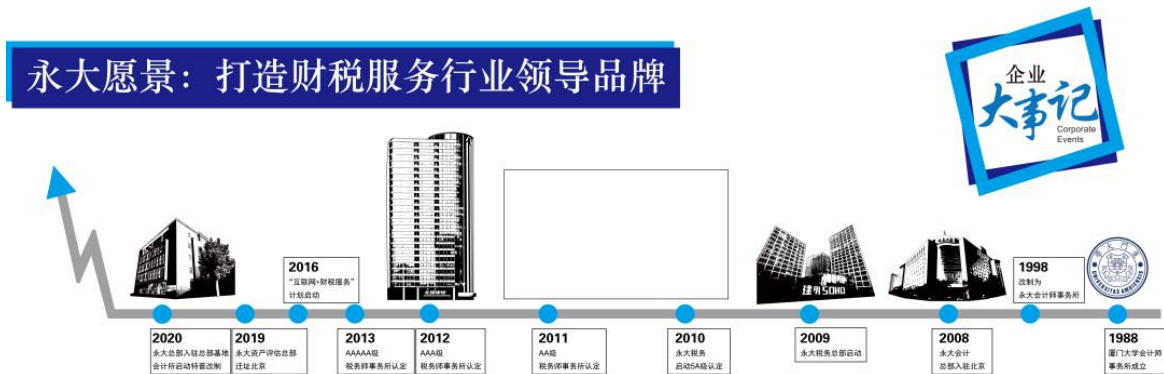 永大愿景：打造财税服务行业领导品牌
企业
大事记
Corporate
Events
2020
永大总部入驻总部基地
会计所启动特普改制
2019
永大资产评估总部
迁址北京
2016
“互联网+财税服务”
计划启动
2013
AAAAA级
税务师事务所认定
2012
AAA级
税务师事务所认定
2011
AA级
税务师事务所认定
2010
永大税务
启动5A级认定
建外SOHO
2009
永大税务总部启动
2008
永大会计
总部入驻北京
1998
改制为
永大会计师事务所
1988
厦门大学会计师
事务所成立